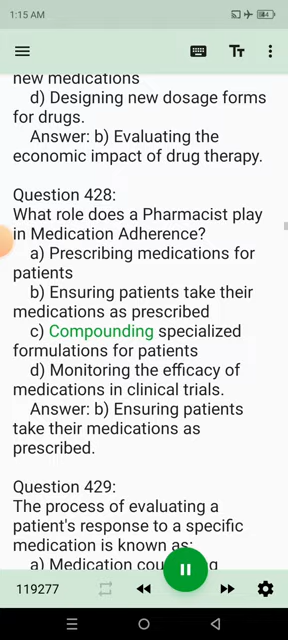 1:15 AM
84
TT
new medications
d) Designing new dosage forms
for drugs.
Answer: b) Evaluating the
economic impact of drug therapy.
Question 428:
What role does a Pharmacist play
in Medication Adherence?
a) Prescribing medications for
patients
b) Ensuring patients take their
medications as prescribed
c) Compounding specialized
formulations for patients
d) Monitoring the efficacy of
medications in clinical trials.
Answer: b) Ensuring patients
take their medications as
prescribed.
Question 429:
The process of evaluating a
patient's response to a specific
medication is known as:
a) Medication
119277